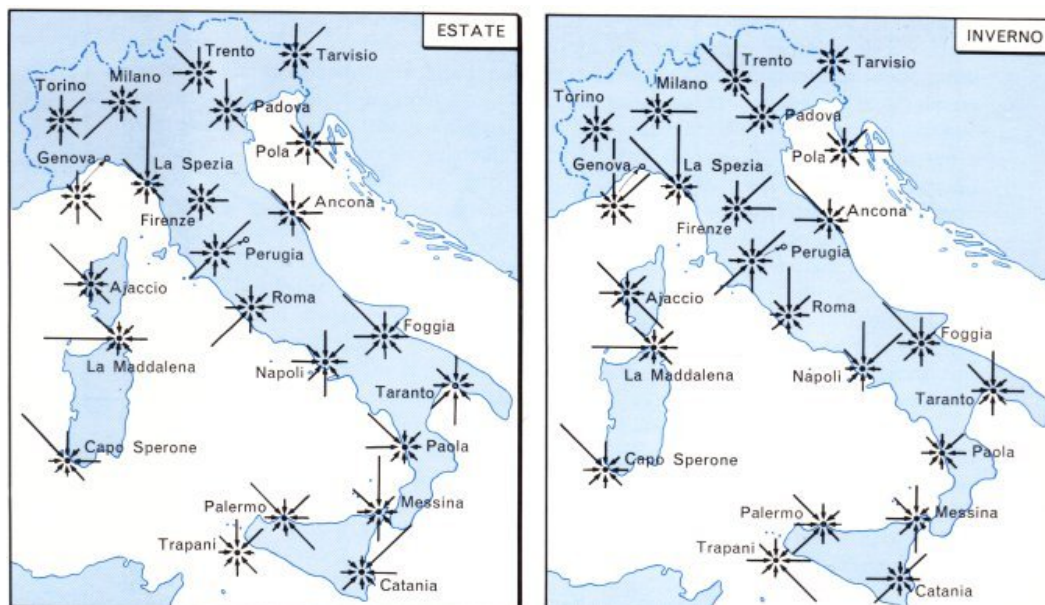 ESTATE
Trento
Tarvisio
Milano
Torino
Padova
Genova
La Spezia
Pola
Firenze
Ancona
Perugia
Ajaccio
Roma
Foggia
La Maddalena
Napoli
Taranto
Capo Sperone
Paola
Palermo
Messina
Trapani
Catania
INVERNO
Trento
Tarvisio
Milano
Torino
Padova
Genova
La Spezia
Pola
Firenze
Ancona
Perugia
Ajaccio
Roma
Foggia
La Maddalena
Napoli
Taranto
Capo Sperone
Paola
Palermo
Messina
Trapani
Catania